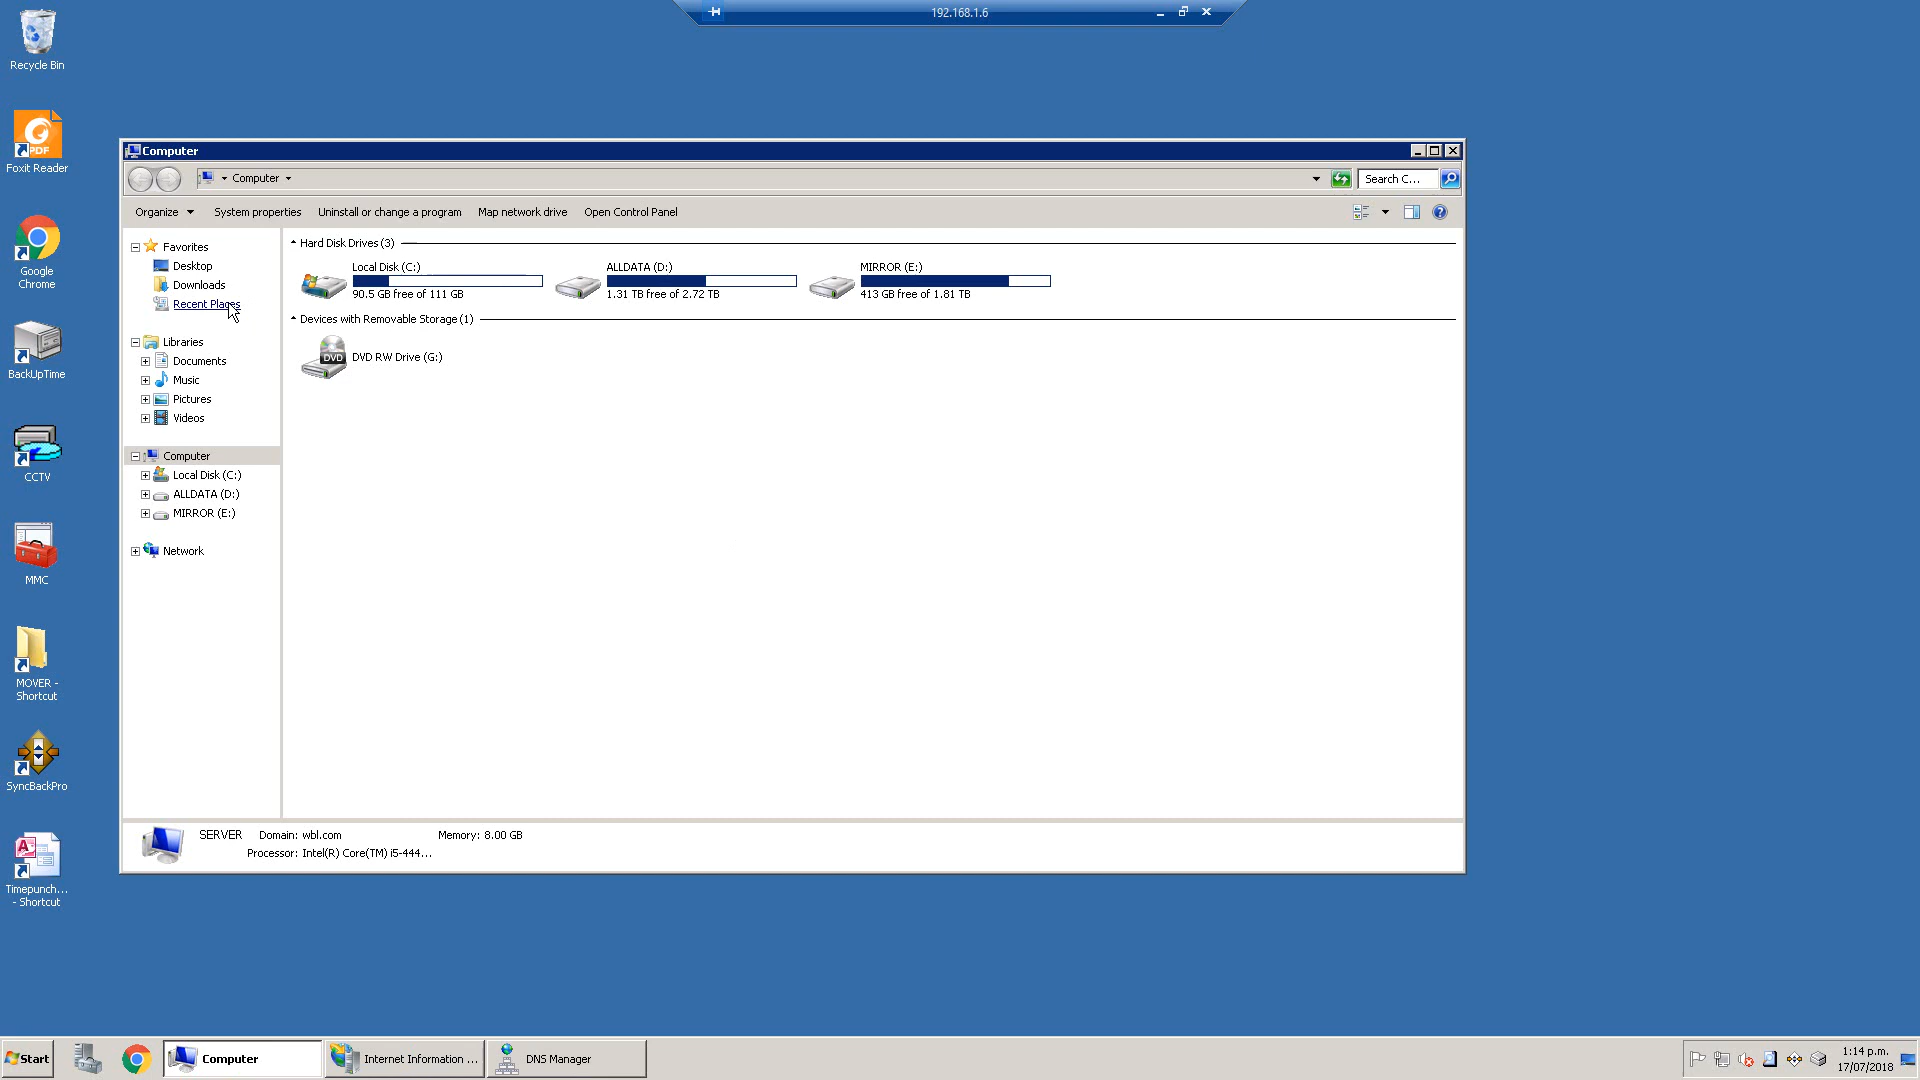 192.168.1.6
Recycle Bin
Foxit Reader
Google
Chrome
BackUpTime
CCTV
MMC
MOVER -
Shortcut
SyncBackPro
Timepunch...
- Shortcut
Computer
Computer
Search C...
Organize
System properties
Uninstall or change a program
Map network drive
Open Control Panel
Favorites
Desktop
Downloads
Recent Places
Libraries
Documents
Music
Pictures
Videos
Computer
Local Disk (C:)
ALLDATA (D:)
MIRROR (E:)
Network
Hard Disk Drives (3)
Local Disk (C:)
90.5 GB free of 111 GB
ALLDATA (D:)
1.31 TB free of 2.72 TB
MIRROR (E:)
413 GB free of 1.81 TB
Devices with Removable Storage (1)
DVD
DVD RW Drive (G:)
SERVER Domain: wbl.com Memory: 8.00 GB
Processor: Intel(R) Core(TM) i5-444...
Start
Computer
Internet Information ...
DNS Manager
1:14 p.m.
17/07/2018